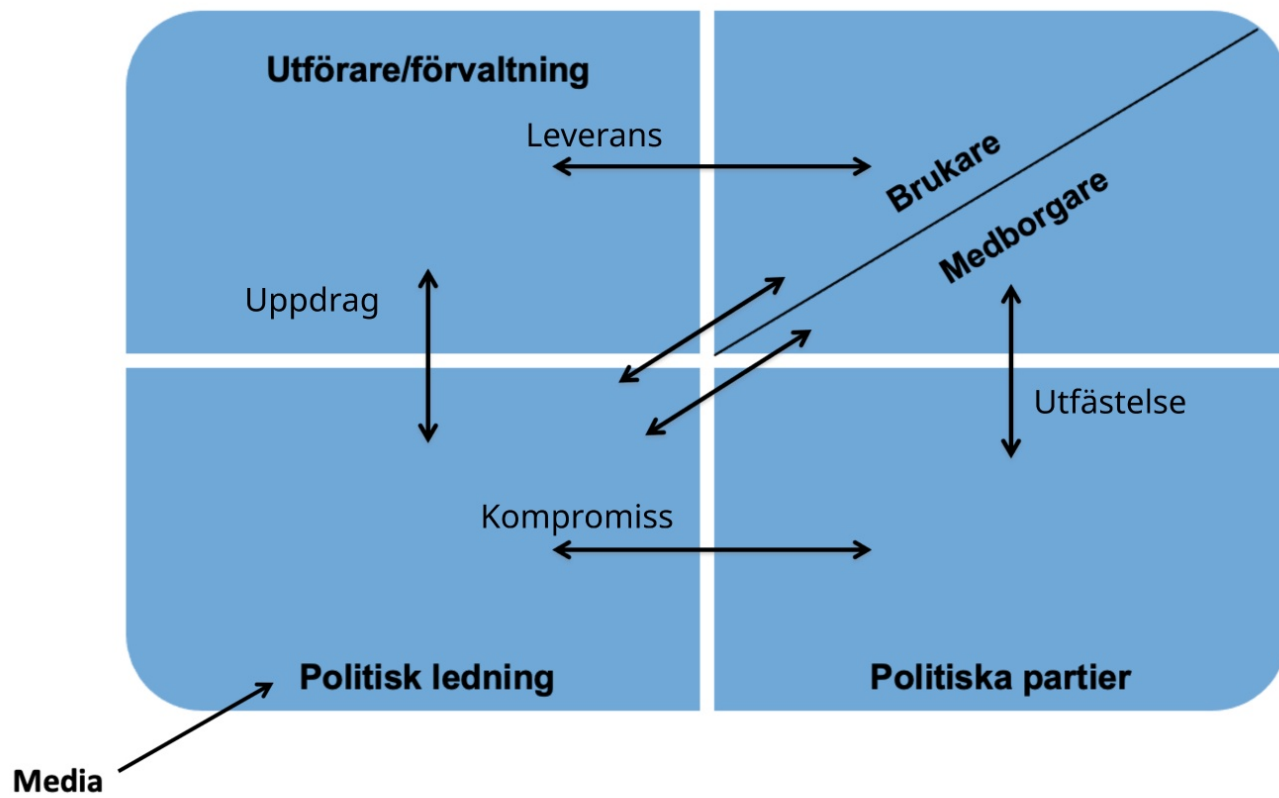 Utförare/förvaltning
Leverans
Brukare
Medborgare
Uppdrag
Utfästelse
Kompromiss
Politisk ledning
Politiska partier
Media